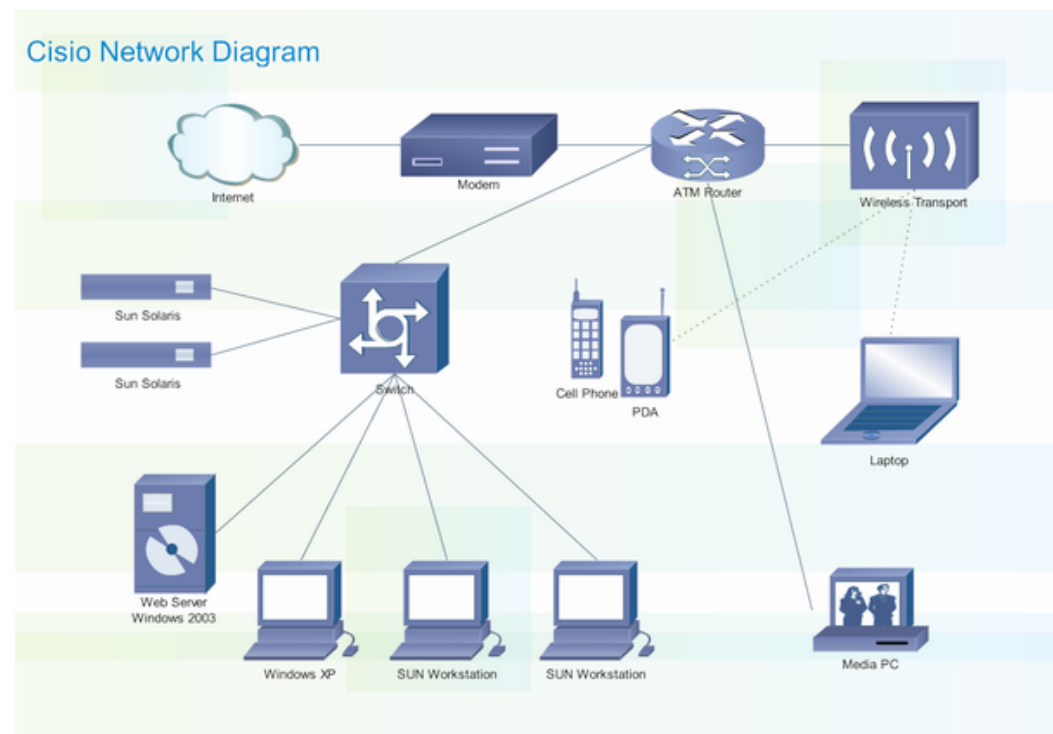 Cisio Network Diagram
Internet
Modem
ATM Router
Wireless Transport
Sun Solaris
Sun Solaris
Switch
Cell Phone
PDA
Laptop
Web Server
Windows 2003
Windows XP
SUN Workstation
SUN Workstation
Media PC